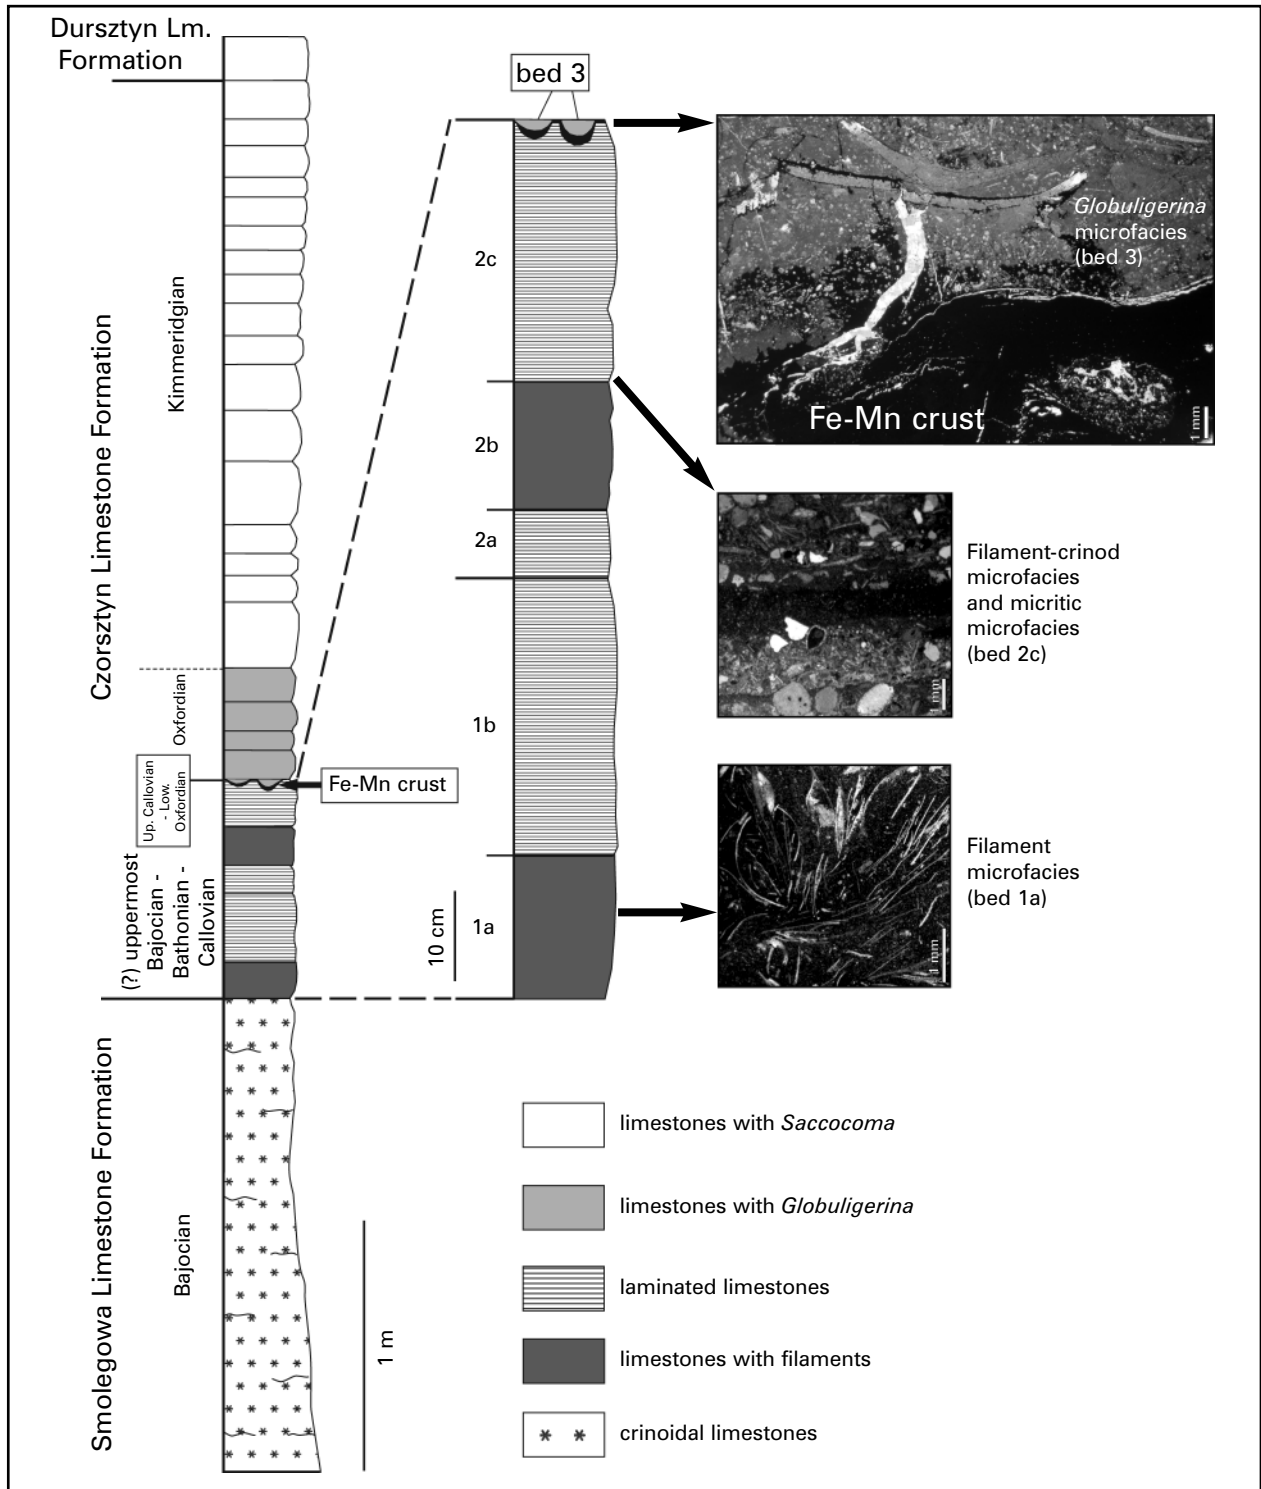 Dursztyn Lm.
Formation
Czorsztyn Limestone Formation
Kimmeridgian
Oxfordian
Up. Callovian
- Low.
Oxfordian
(?) uppermost
Bajocian -
Bathonian -
Callovian
Smolegowa Limestone Formation
Bajocian
Fe-Mn crust
1 m
bed 3
2c
2b
2a
1b
1a
10 cm
Globuligerina
microfacies
(bed 3)
Fe-Mn crust
1 mm
Filament-crinod
microfacies
and micritic
microfacies
(bed 2c)
1 mm
Filament
microfacies
(bed 1a)
1 mm
limestones with Saccocoma
limestones with Globuligerina
laminated limestones
limestones with filaments
crinoidal limestones